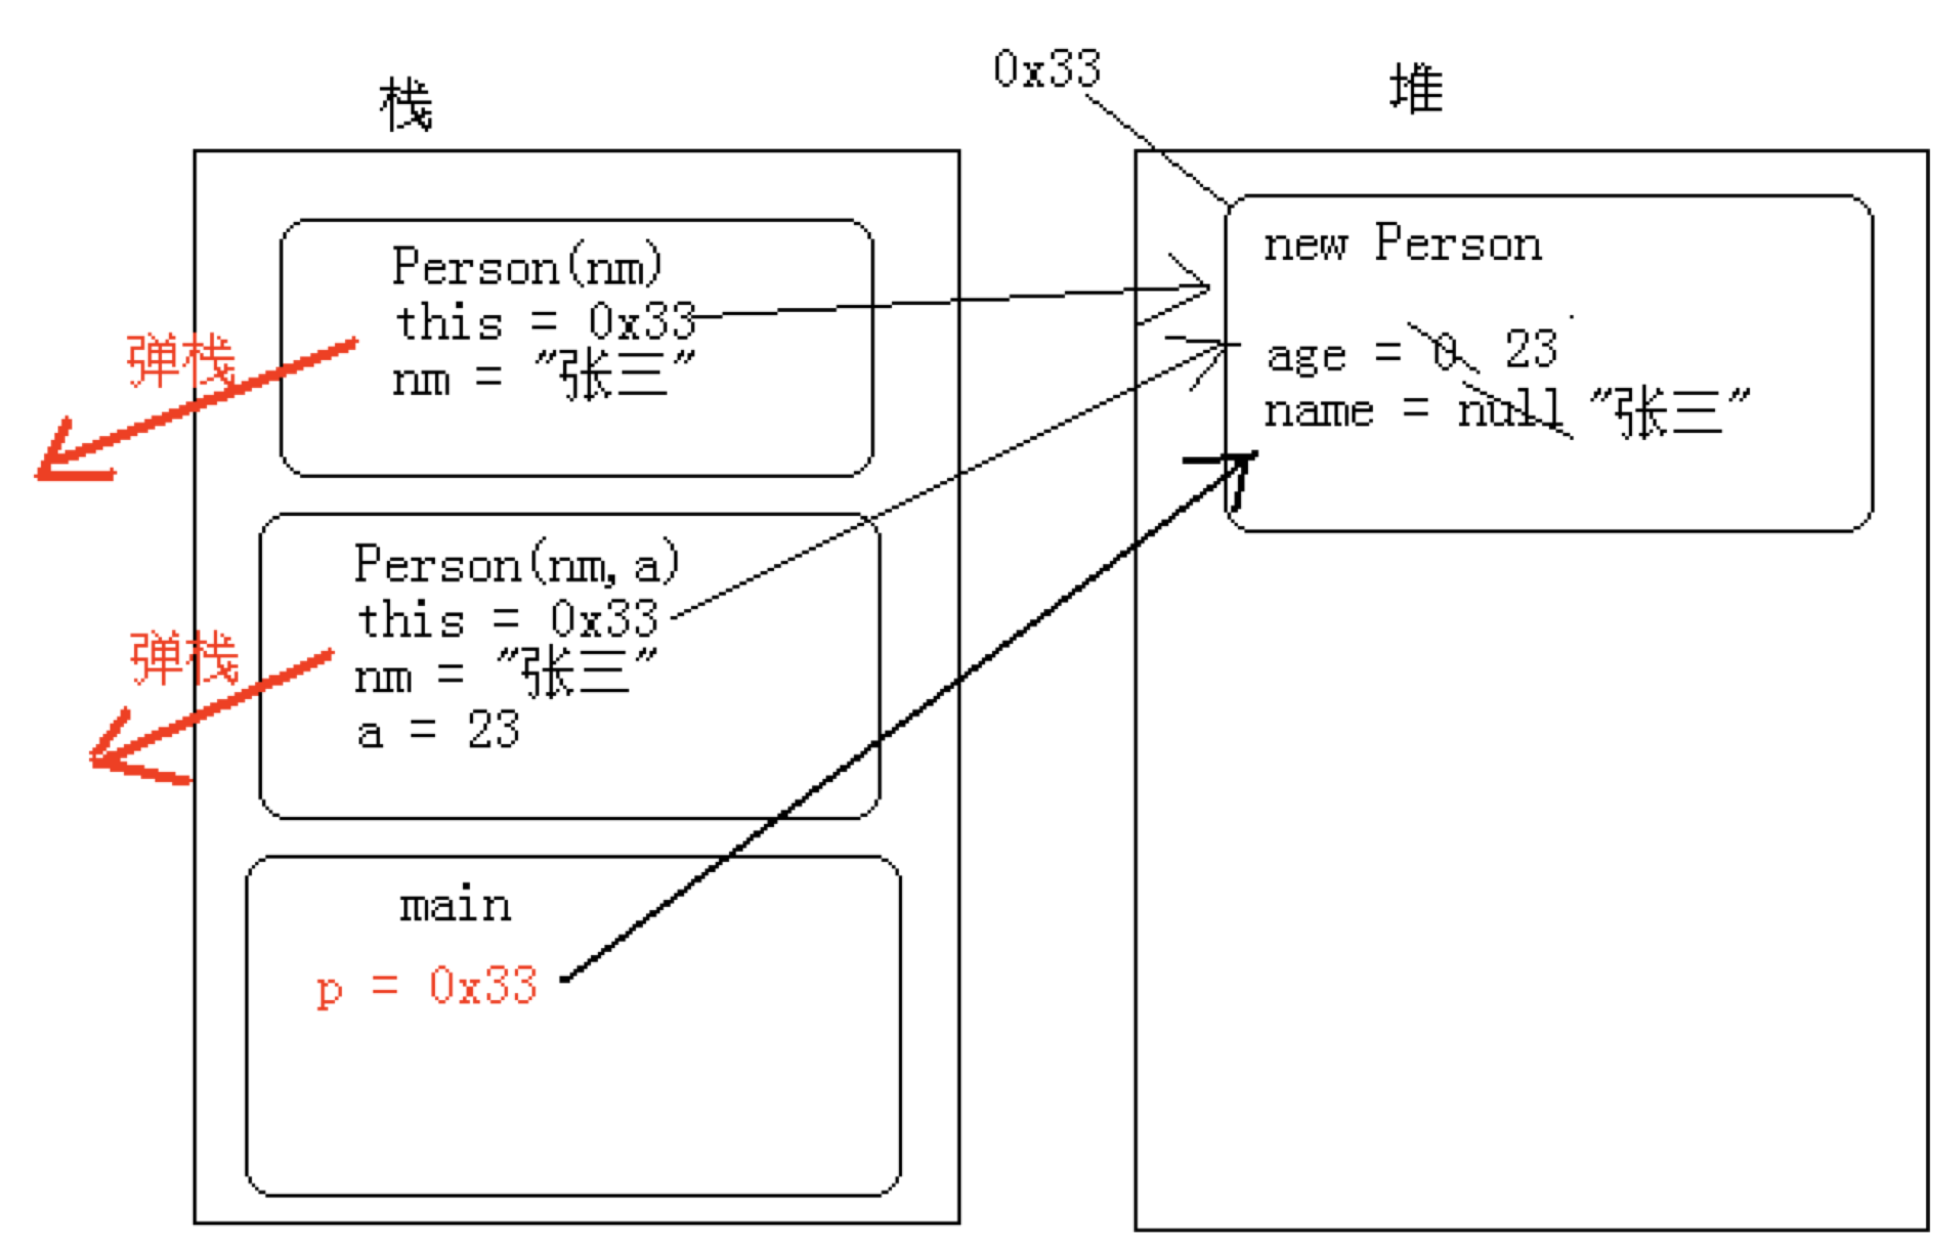 栈
0x33
堆
Person(nm)
this = 0x33
nm = "张三"
弹栈
Person(nm,a)
this = 0x33
nm = "张三"
a = 23
弹栈
main
p = 0x33
new Person
age = 0 23
name = null "张三"